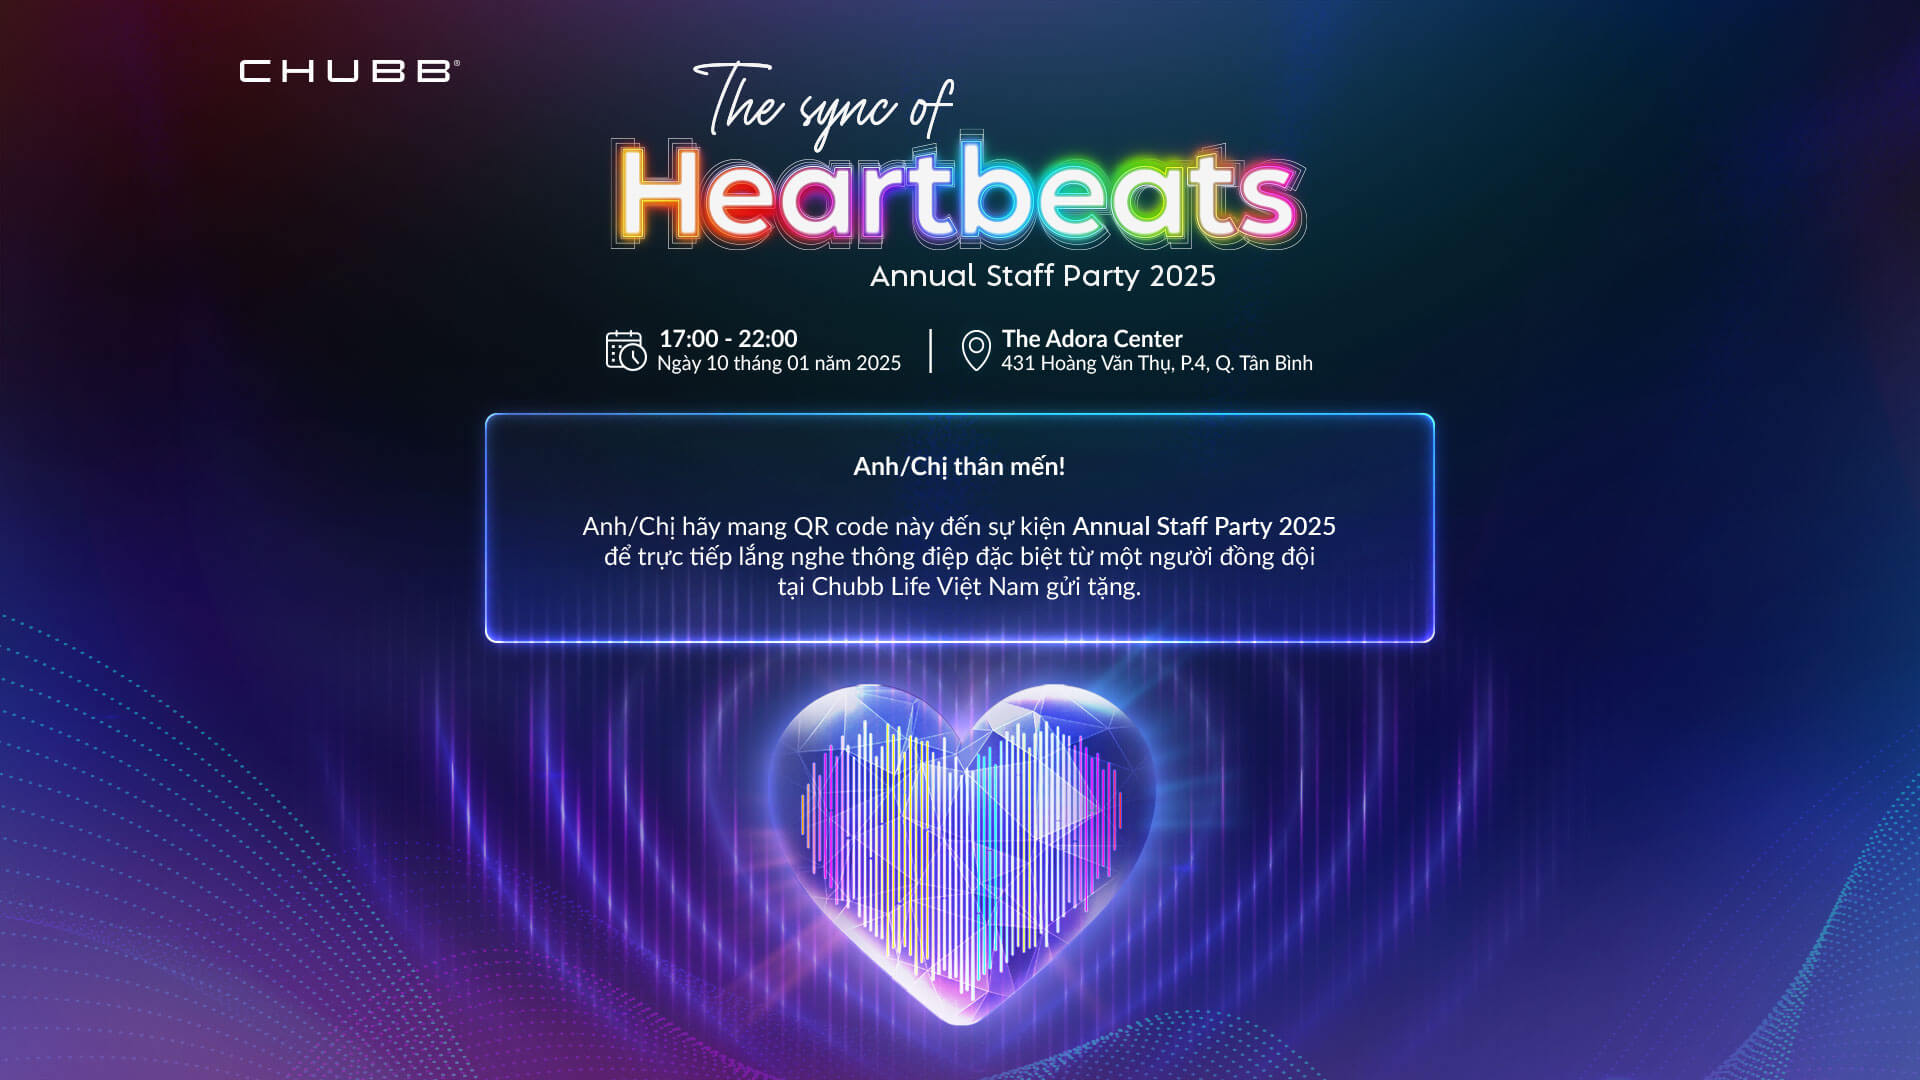 CHUBB®
The sync of
Heartbeats
Annual Staff Party 2025
17:00 - 22:00
Ngày 10 tháng 01 năm 2025
The Adora Center
431 Hoàng Văn Thụ, P.4, Q. Tân Bình
Anh/Chị thân mến!
Anh/Chị hãy mang QR code này đến sự kiện Annual Staff Party 2025
để trực tiếp lắng nghe thông điệp đặc biệt từ một người đồng đội
tại Chubb Life Việt Nam gửi tặng.